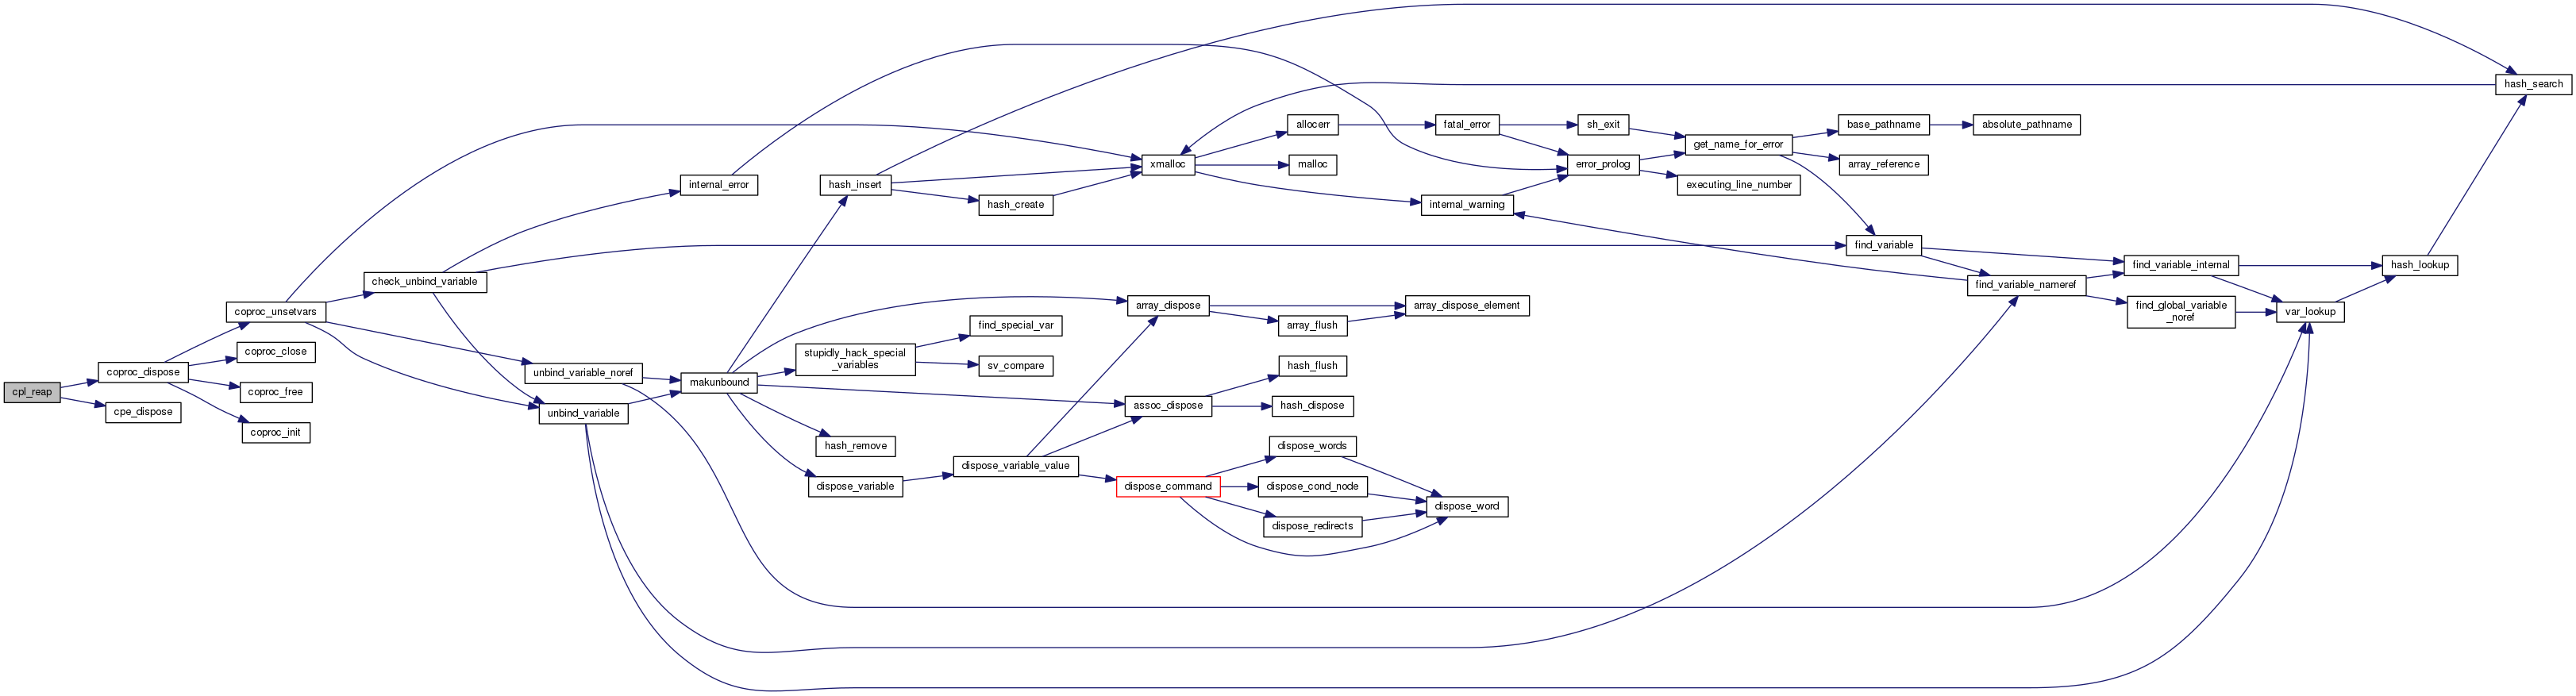 cpl_reap
coproc_dispose
cpe_dispose
coproc_unsetvars
coproc_close
coproc_free
coproc_init
check_unbind_variable
unbind_variable_noref
unbind_variable
internal_error
makunbound
hash_insert
stupidly_hack_special
_variables
hash_remove
dispose_variable
find_special_var
sv_compare
hash_create
dispose_variable_value
xmalloc
array_dispose
assoc_dispose
dispose_command
allocerr
malloc
array_flush
hash_flush
hash_dispose
dispose_words
dispose_cond_node
dispose_redirects
fatal_error
internal_warning
array_dispose_element
dispose_word
sh_exit
error_prolog
get_name_for_error
executing_line_number
base_pathname
array_reference
find_variable
absolute_pathname
find_variable_nameref
find_variable_internal
find_global_variable
_noref
var_lookup
hash_lookup
hash_search